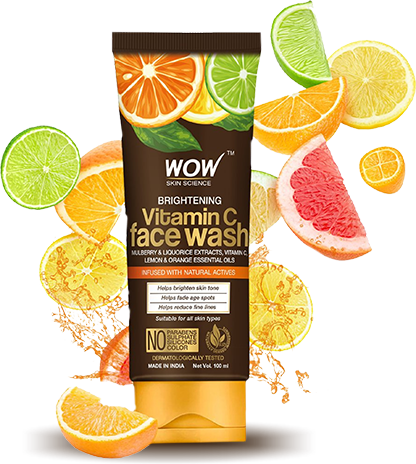 WOW ™
SKIN SCIENCE
BRIGHTENING
Vitamin C
face wash
MULBERRY & LIQUORICE EXTRACTS, VITAMIN C,
LEMON & ORANGE ESSENTIAL OILS
INFUSED WITH NATURAL ACTIVES
Helps brighten skin tone
Helps fade age spots
Helps reduce fine lines
Suitable for all skin types
NO PARABENS
SULPHATE
SILICONES
COLOR
DERMATOLOGICALLY TESTED
MADE IN INDIA Net Vol. 100 ml